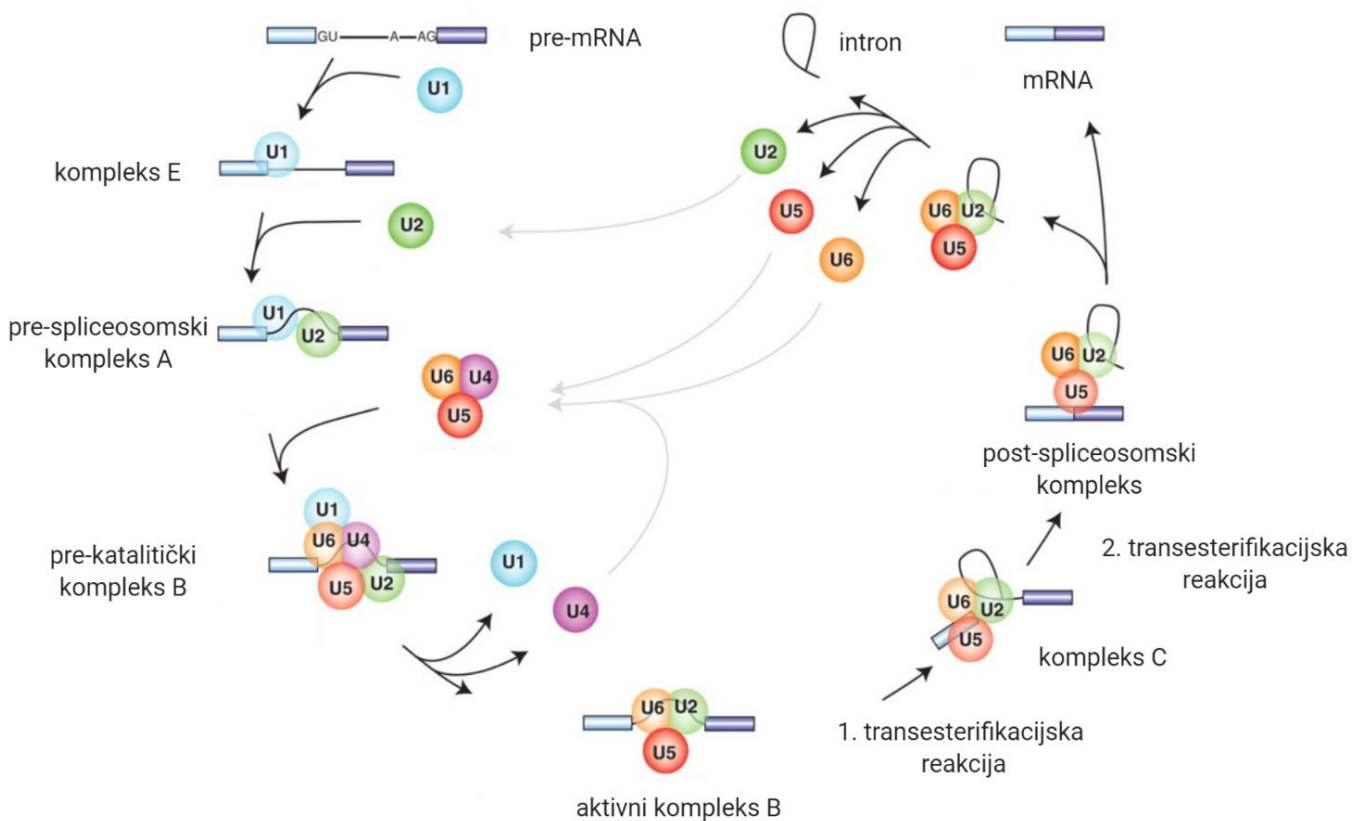 GU A AG
pre-mRNA
intron
mRNA
U1
U1
kompleks E
U2
U2
U5
U6
U6 U2
U5
U1
U2
pre-spliceosomski
kompleks A
U6 U4
U5
U6 U2
U5
post-spliceosomski
kompleks
U1
U6 U4
U5 U2
pre-katalitički
kompleks B
U1
U4
2. transesterifikacijska
reakcija
U6 U2
U5
kompleks C
U6 U2
U5
1. transesterifikacijska
reakcija
aktivni kompleks B